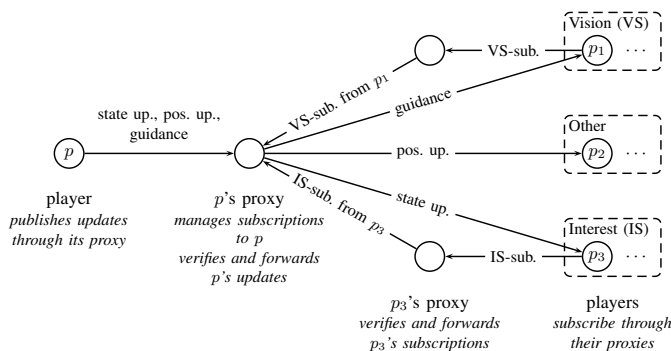 Vision (VS)
p1 ...
VS-sub.
VS-sub. from p1
guidance
state up., pos. up.,
guidance
p
Other
p2 ...
pos. up.
player
publishes updates
through its proxy
p's proxy
manages subscriptions
to p
verifies and forwards
p's updates
state up.
IS-sub. from p3
Interest (IS)
p3 ...
IS-sub.
p3's proxy
verifies and forwards
p3's subscriptions
players
subscribe through
their proxies